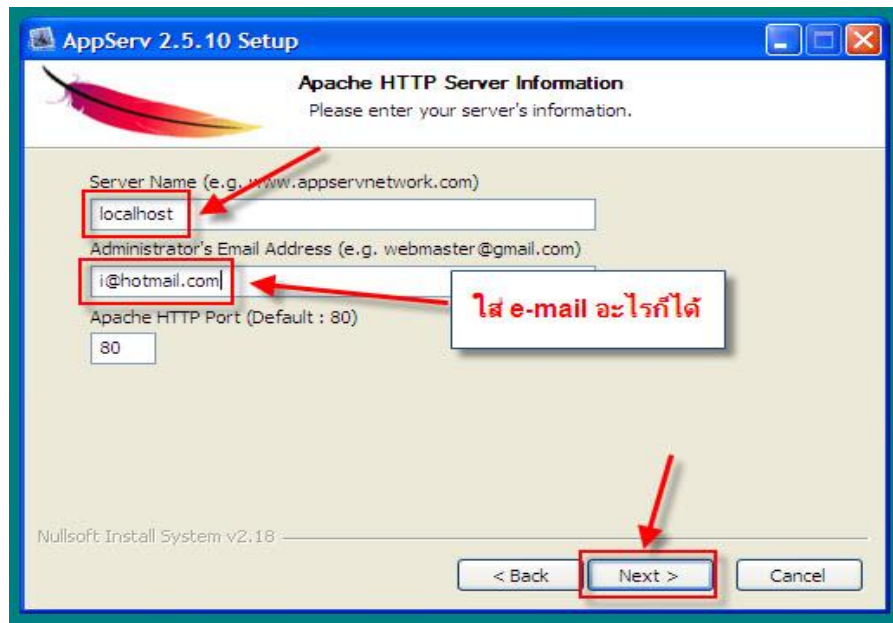 AppServ 2.5.10 Setup
Apache HTTP Server Information
Please enter your server's information.
Server Name (e.g. www.appservnetwork.com)
localhost
Administrator's Email Address (e.g. webmaster@gmail.com)
i@hotmail.com
ใส่ e-mail อะไรก็ได้
Apache HTTP Port (Default : 80)
80
Nullsoft Install System v2.18
< Back Next > Cancel